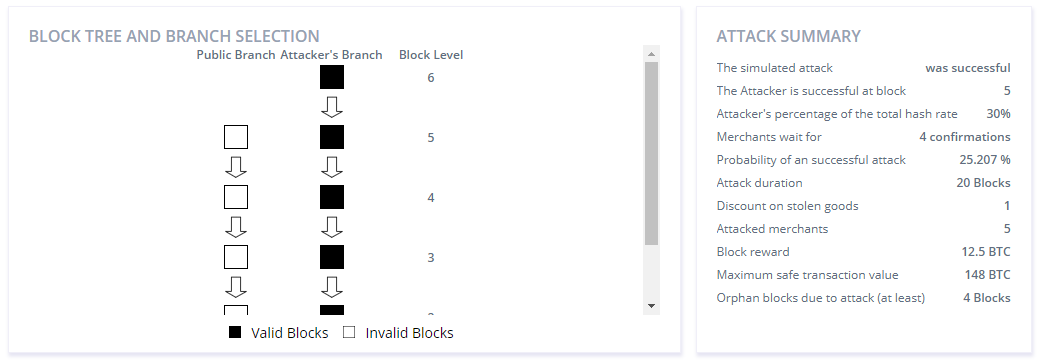 BLOCK TREE AND BRANCH SELECTION
Public Branch Attacker's Branch Block Level
6
5
4
3
Valid Blocks Invalid Blocks
ATTACK SUMMARY
The simulated attack was successful
The Attacker is successful at block 5
Attacker's percentage of the total hash rate 30%
Merchants wait for 4 confirmations
Probability of an successful attack 25.207 %
Attack duration 20 Blocks
Discount on stolen goods 1
Attacked merchants 5
Block reward 12.5 BTC
Maximum safe transaction value 148 BTC
Orphan blocks due to attack (at least) 4 Blocks